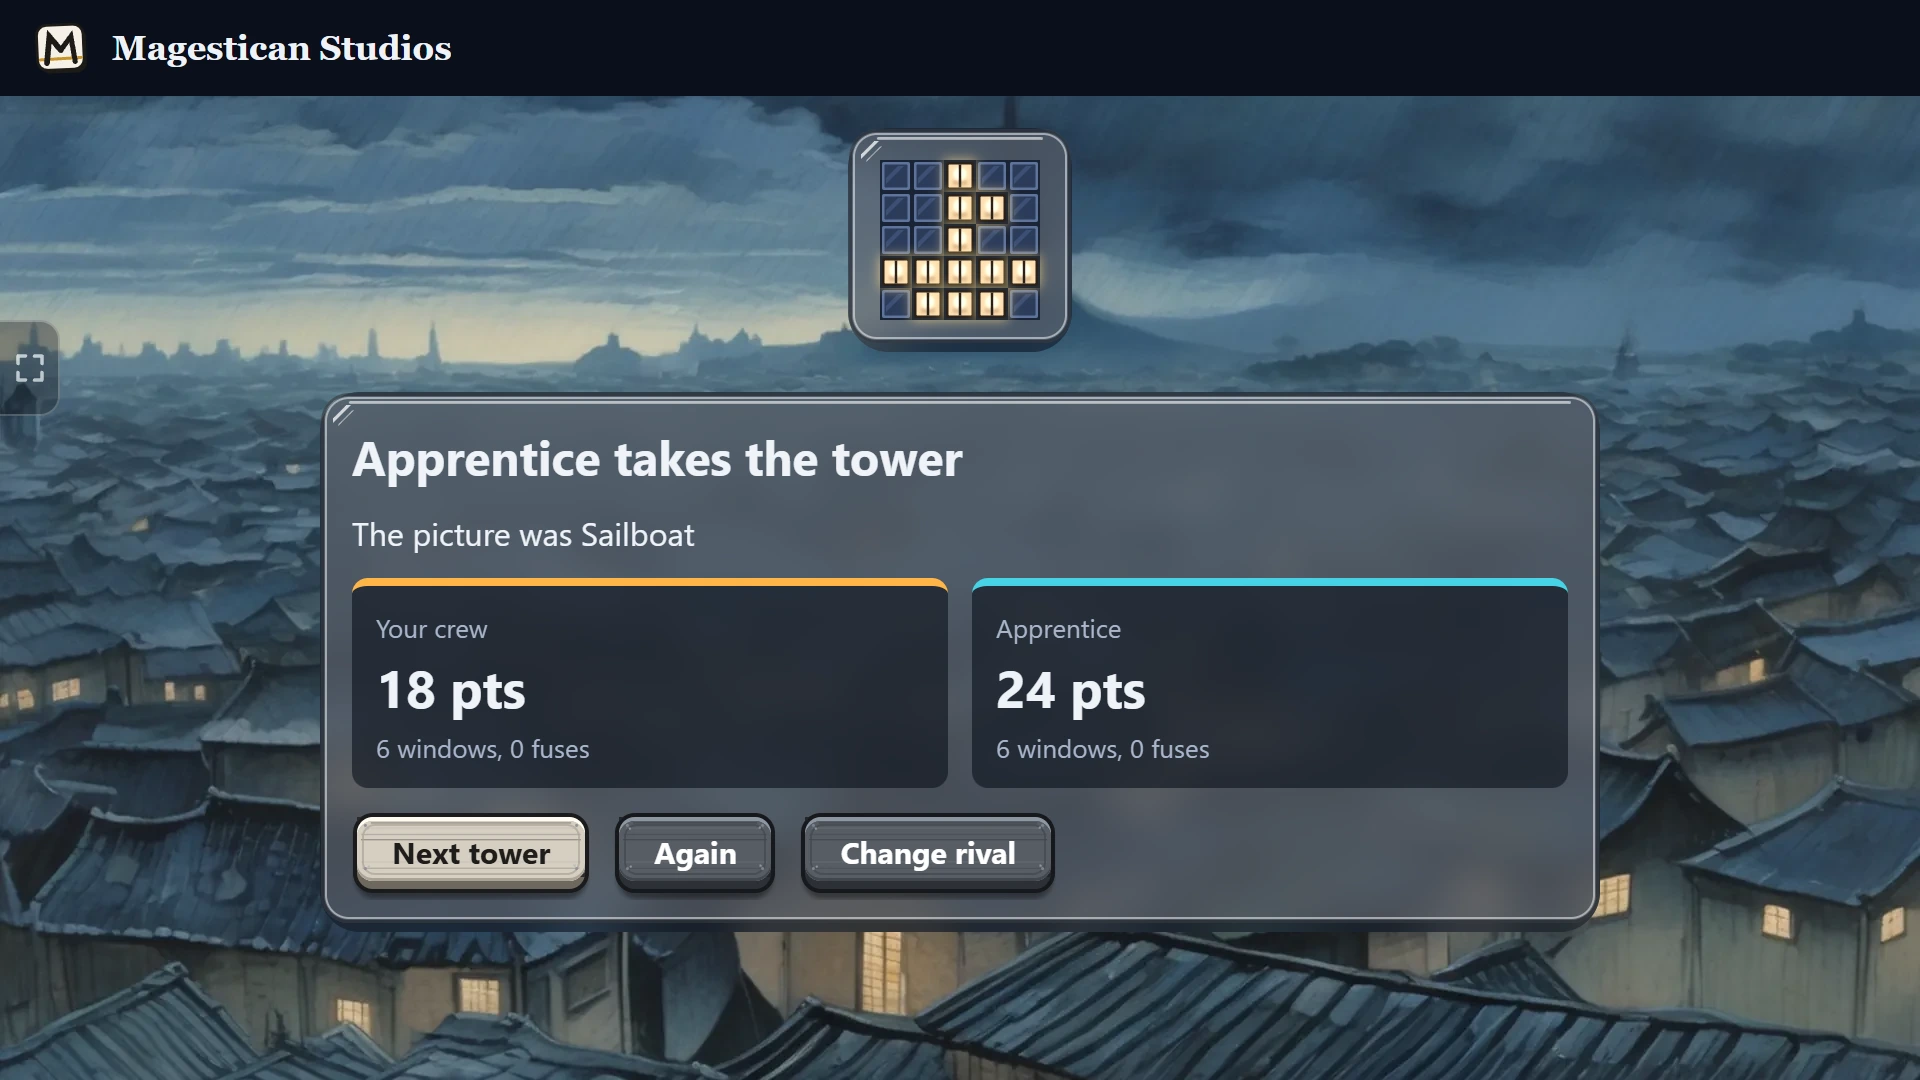 M
Magestican Studios
Apprentice takes the tower
The picture was Sailboat
Your crew
18 pts
6 windows, 0 fuses
Apprentice
24 pts
6 windows, 0 fuses
Next tower
Again
Change rival